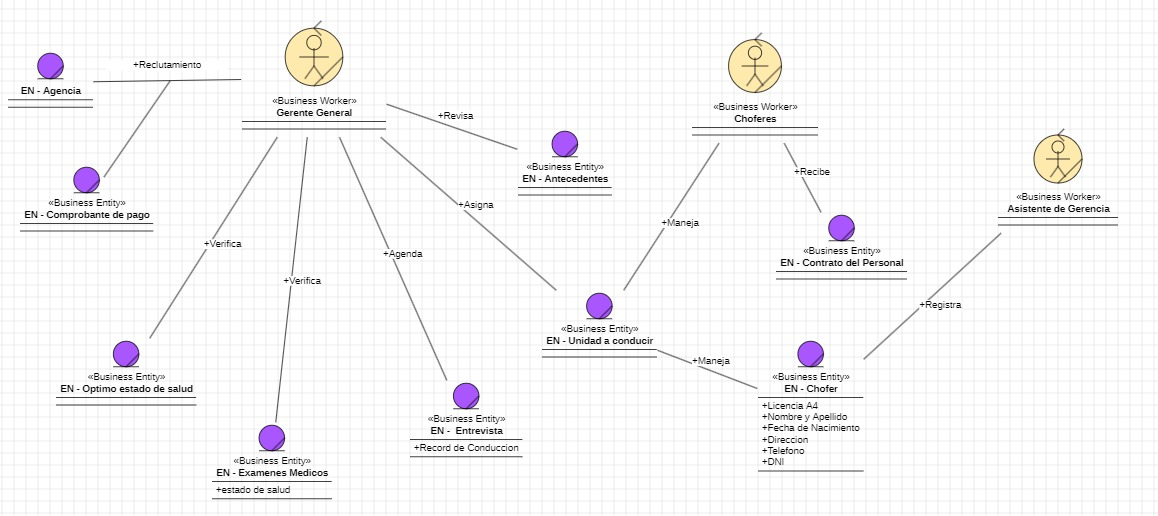 EN - Agencia
+Reclutamiento
«Business Worker»
Gerente General
«Business Worker»
Choferes
+Revisa
«Business Entity»
EN - Antecedentes
+Recibe
«Business Worker»
Asistente de Gerencia
«Business Entity»
EN - Comprobante de pago
+Asigna
+Maneja
+Verifica
+Agenda
«Business Entity»
EN - Contrato del Personal
+Verifica
+Registra
«Business Entity»
EN - Unidad a conducir
+Maneja
«Business Entity»
EN - Optimo estado de salud
«Business Entity»
EN - Chofer
+Licencia A4
+Nombre y Apellido
+Fecha de Nacimiento
+Direccion
+Telefono
+DNI
«Business Entity»
EN - Entrevista
+Record de Conduccion
«Business Entity»
EN - Examenes Medicos
+estado de salud